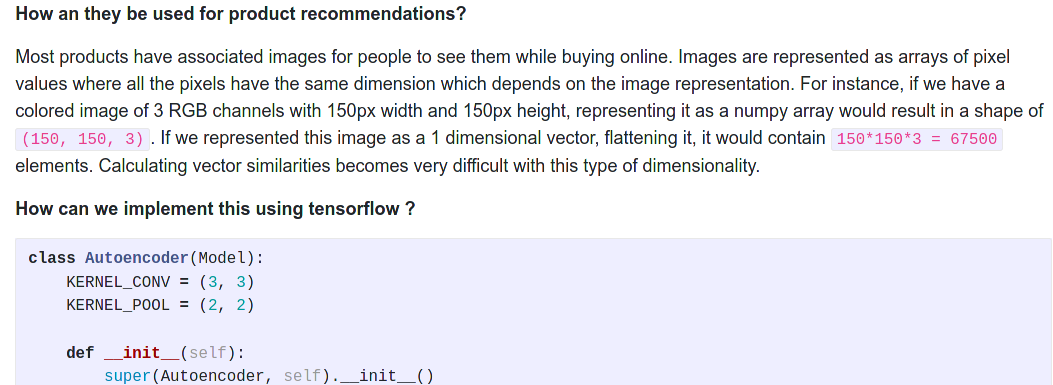 How an they be used for product recommendations?
Most products have associated images for people to see them while buying online. Images are represented as arrays of pixel
values where all the pixels have the same dimension which depends on the image representation. For instance, if we have a
colored image of 3 RGB channels with 150px width and 150px height, representing it as a numpy array would result in a shape of
(150, 150, 3) . If we represented this image as a 1 dimensional vector, flattening it, it would contain 150*150*3 = 67500
elements. Calculating vector similarities becomes very difficult with this type of dimensionality.
How can we implement this using tensorflow ?
class Autoencoder(Model):
    KERNEL_CONV = (3, 3)
    KERNEL_POOL = (2, 2)
    def __init__(self):
        super(Autoencoder, self).__init__()